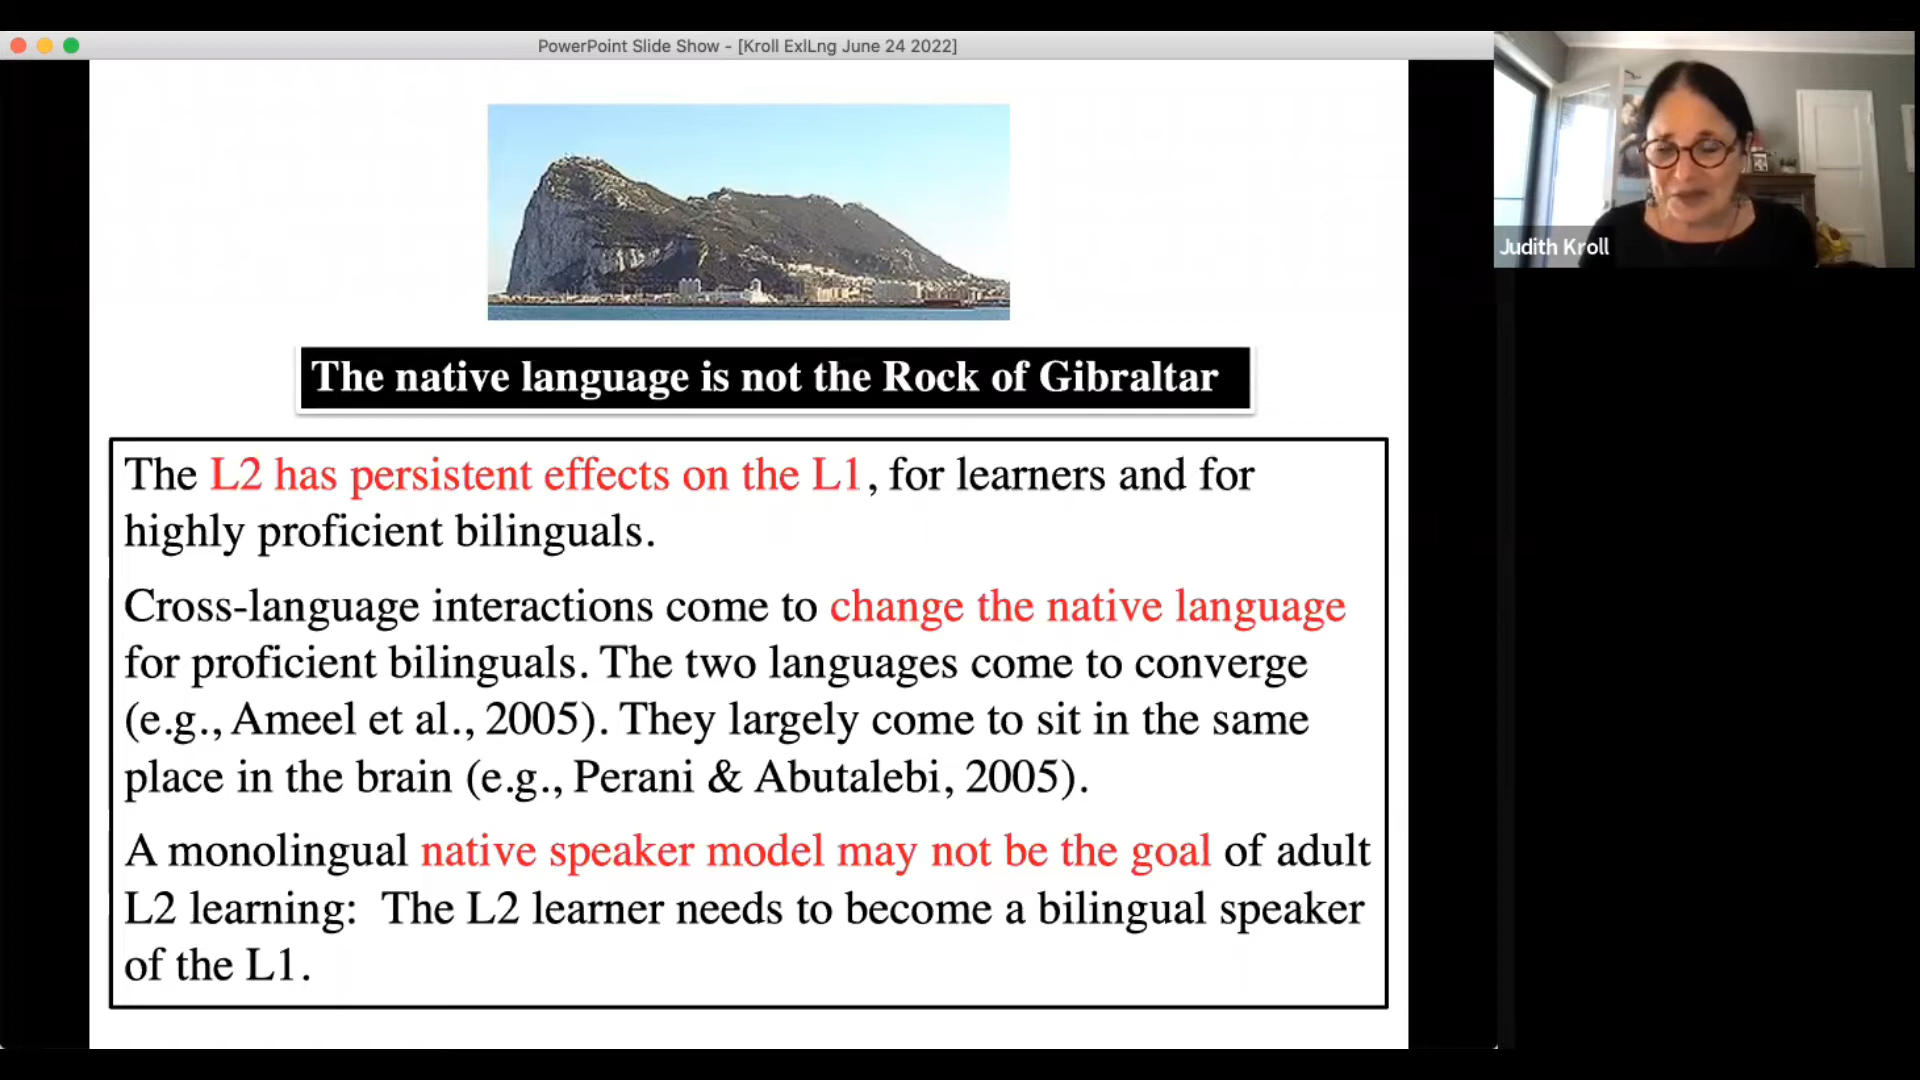 PowerPoint Slide Show - [Kroll ExlLng June 24 2022]
Judith Kroll
The native language is not the Rock of Gibraltar
The L2 has persistent effects on the L1, for learners and for
highly proficient bilinguals.
Cross-language interactions come to change the native language
for proficient bilinguals. The two languages come to converge
(e.g., Ameel et al., 2005). They largely come to sit in the same
place in the brain (e.g., Perani & Abutalebi, 2005).
A monolingual native speaker model may not be the goal of adult
L2 learning:  The L2 learner needs to become a bilingual speaker
of the L1.